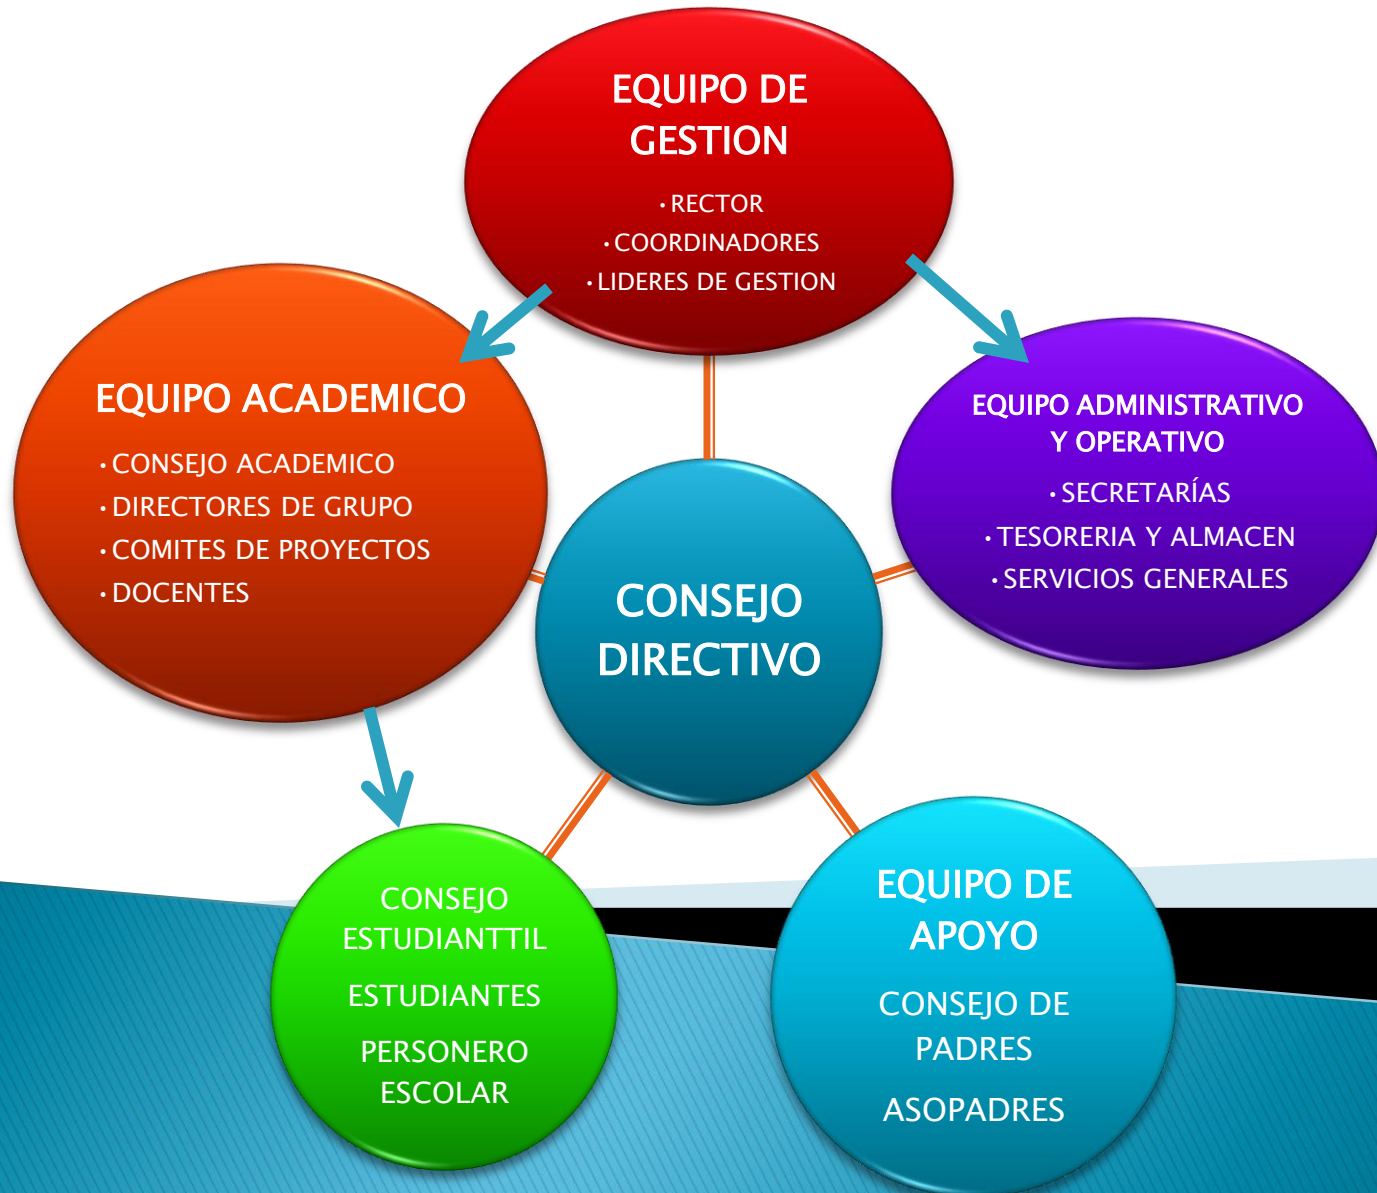 EQUIPO DE
GESTION
•RECTOR
•COORDINADORES
•LIDERES DE GESTION
EQUIPO ACADEMICO
•CONSEJO ACADEMICO
•DIRECTORES DE GRUPO
•COMITES DE PROYECTOS
•DOCENTES
EQUIPO ADMINISTRATIVO
Y OPERATIVO
•SECRETARÍAS
•TESORERIA Y ALMACEN
•SERVICIOS GENERALES
CONSEJO
DIRECTIVO
CONSEJO
ESTUDIANTTIL
ESTUDIANTES
PERSONERO
ESCOLAR
EQUIPO DE
APOYO
CONSEJO DE
PADRES
ASOPADRES